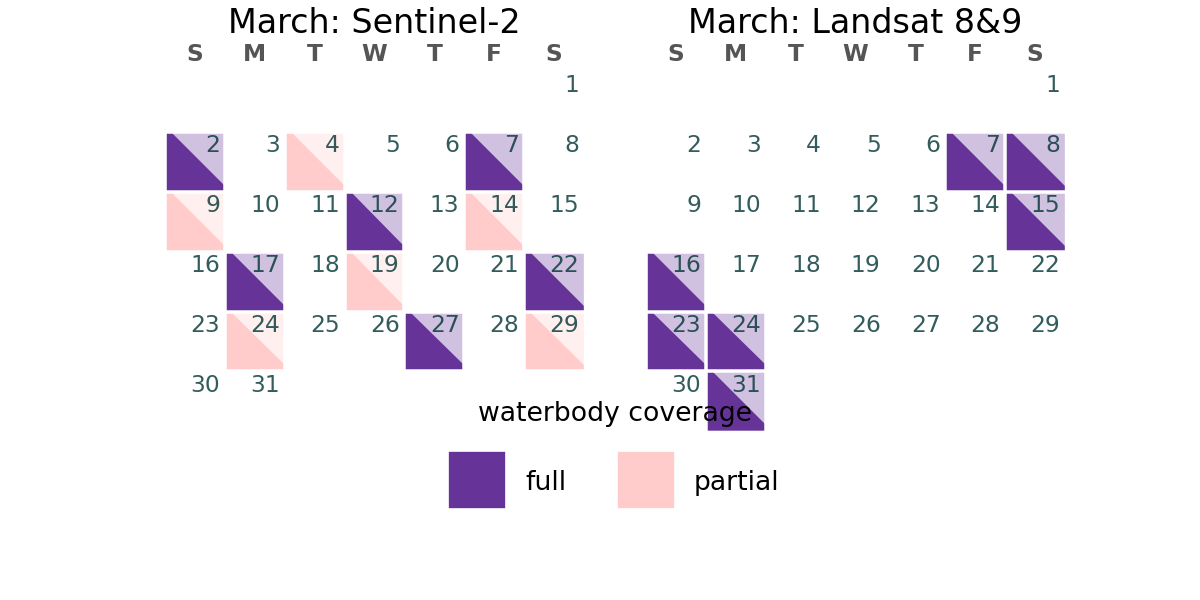 March: Sentinel-2
S M T W T F S
1
2 3 4 5 6 7 8
9 10 11 12 13 14 15
16 17 18 19 20 21 22
23 24 25 26 27 28 29
30 31
March: Landsat 8&9
S M T W T F S
1
2 3 4 5 6 7 8
9 10 11 12 13 14 15
16 17 18 19 20 21 22
23 24 25 26 27 28 29
30 31
waterbody coverage
full partial